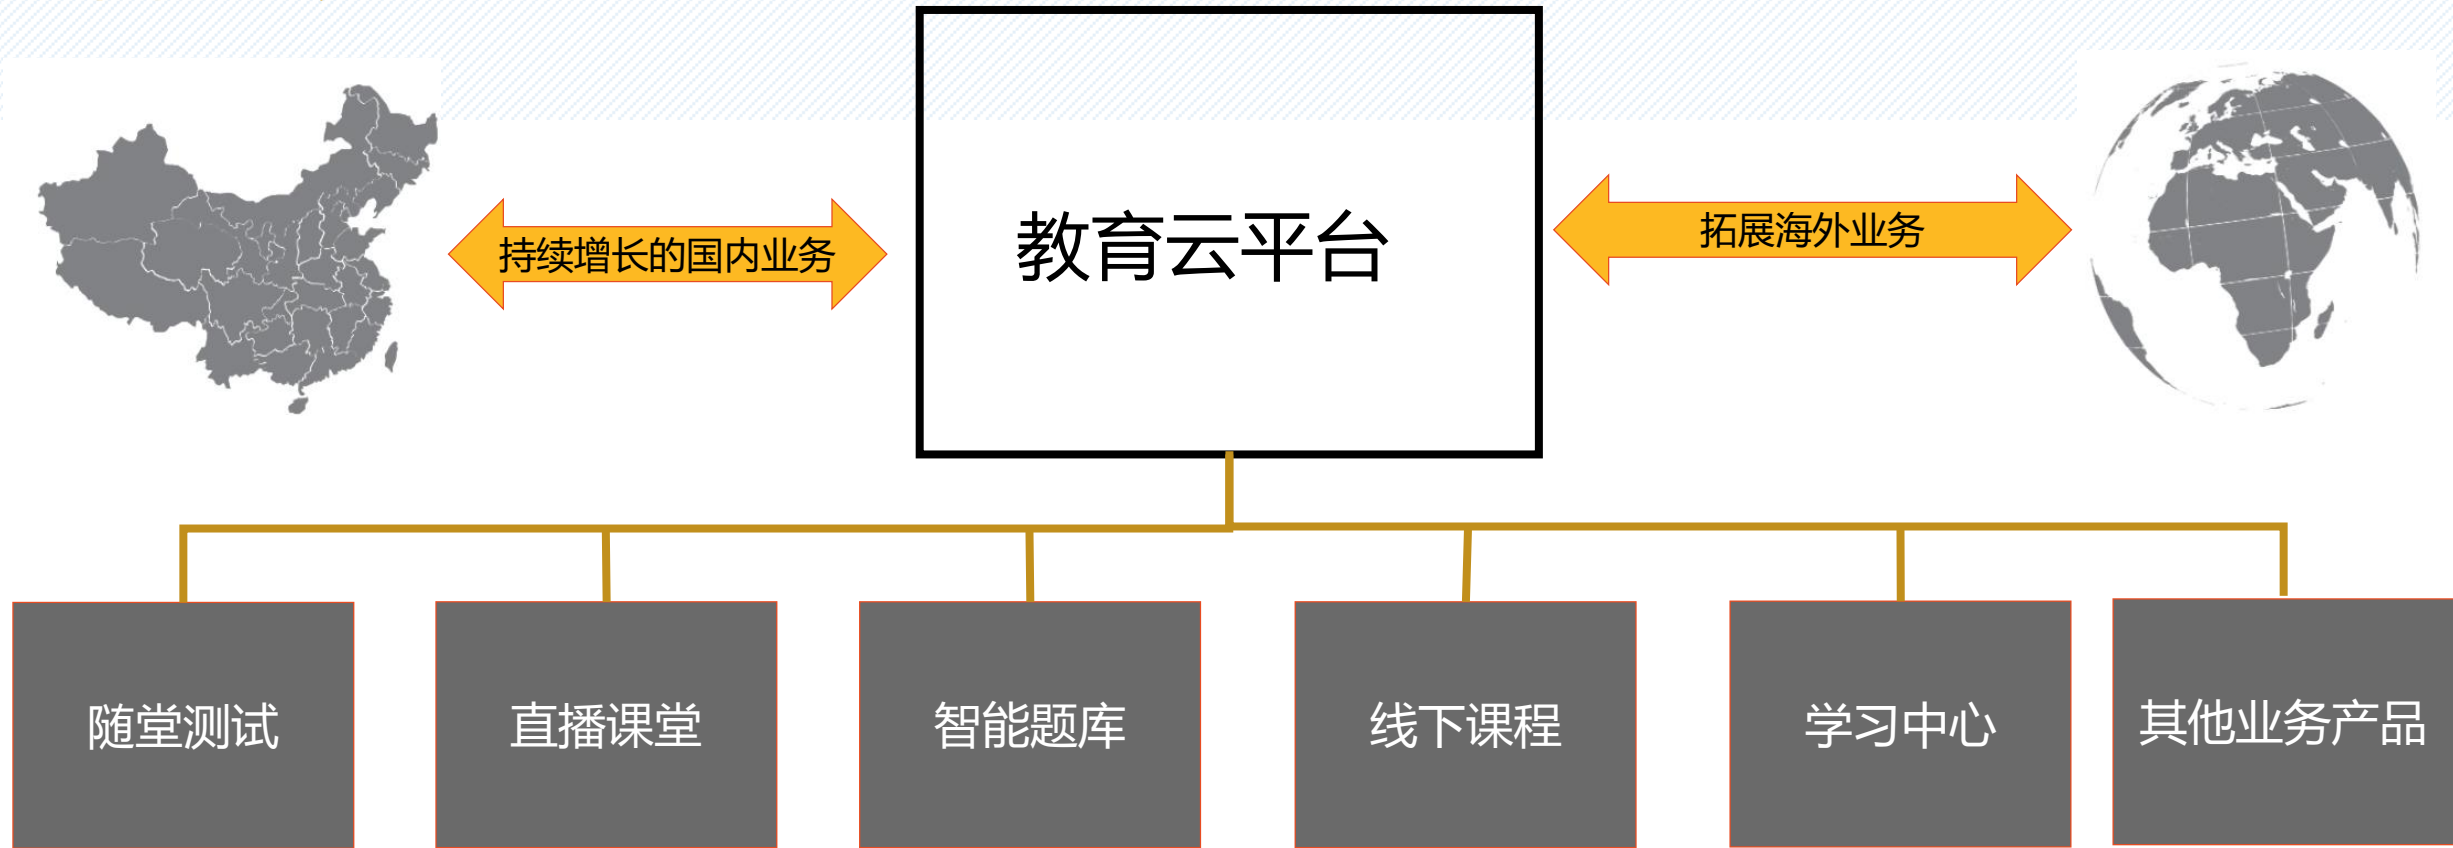 持续增长的国内业务
教育云平台
拓展海外业务
随堂测试
直播课堂
智能题库
线下课程
学习中心
其他业务产品